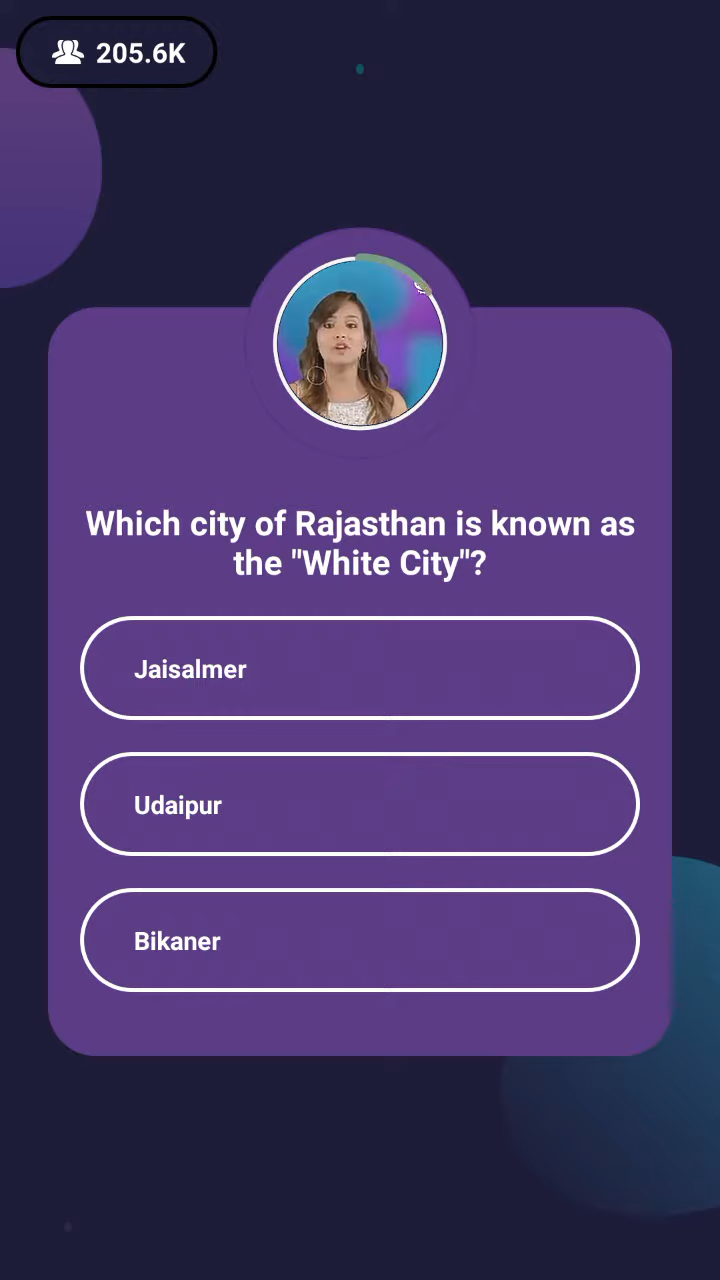 205.6K
Which city of Rajasthan is known as
the "White City"?
Jaisalmer
Udaipur
Bikaner